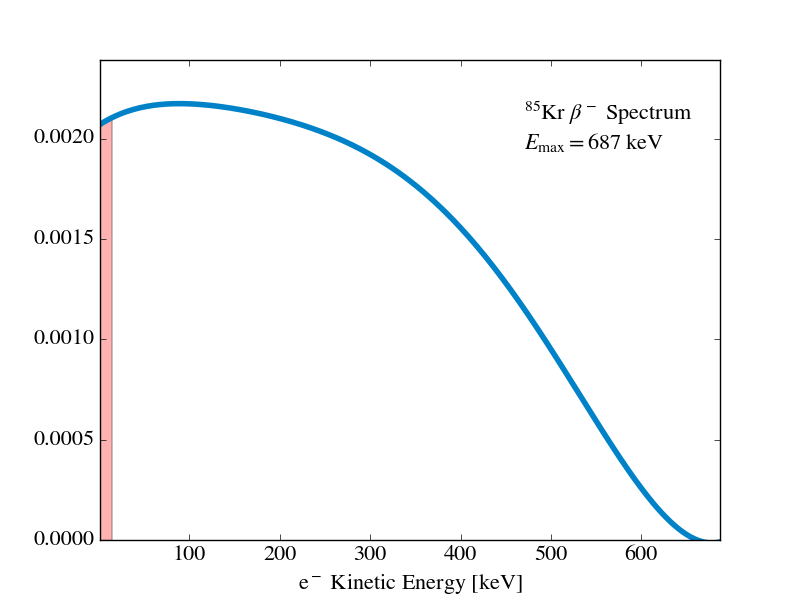 ⁸⁵Kr β⁻ Spectrum
E_max = 687 keV
0.0020
0.0015
0.0010
0.0005
0.0000
100 200 300 400 500 600
e⁻ Kinetic Energy [keV]